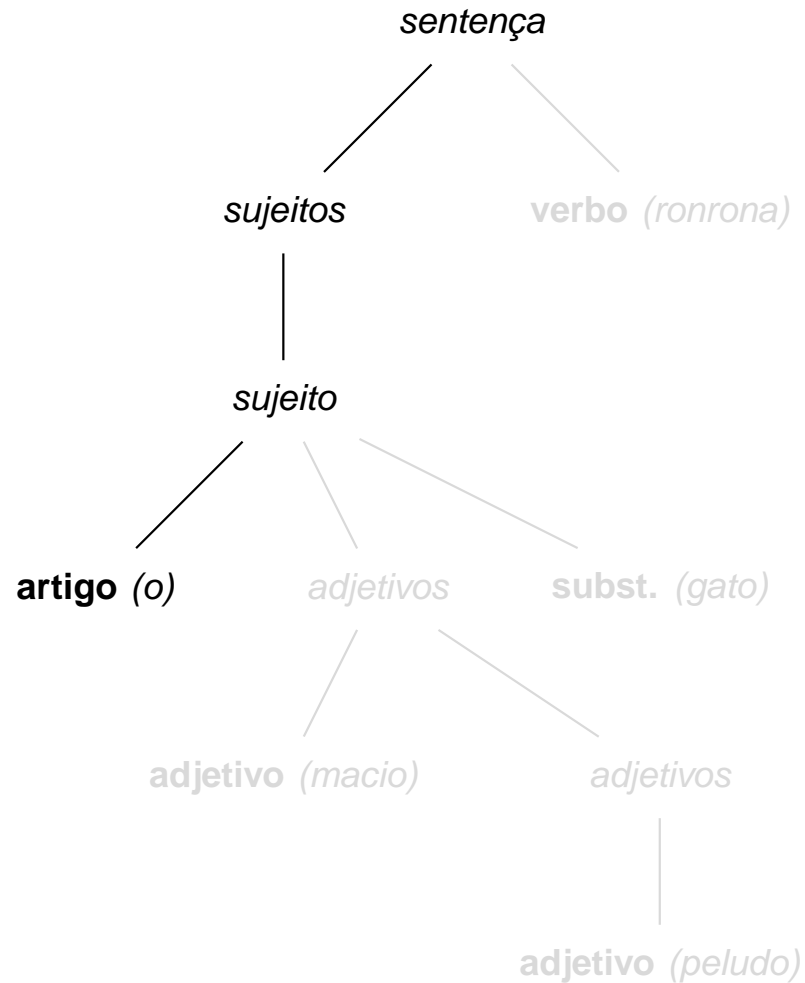 sentença
sujeitos verbo (ronrona)
sujeito
artigo (o) adjetivos subst. (gato)
adjetivo (macio) adjetivos
adjetivo (peludo)